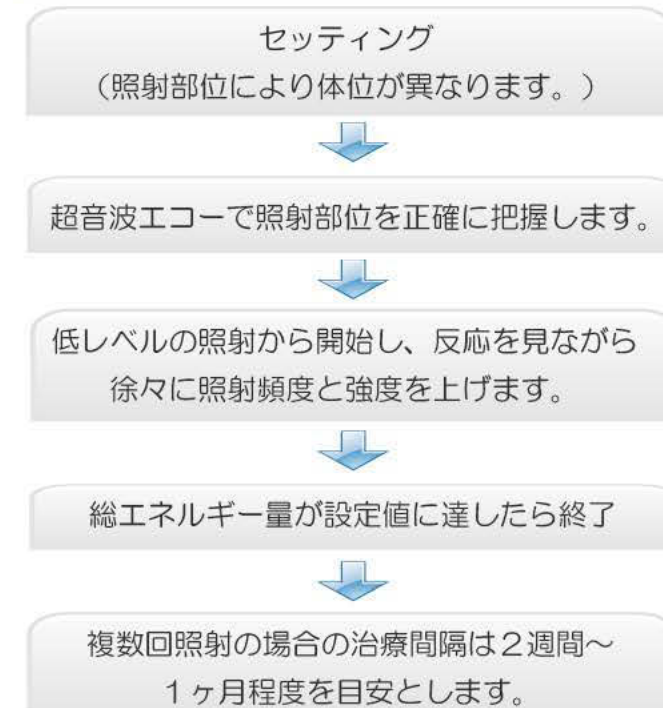 セッティング
（照射部位により体位が異なります。）
超音波エコーで照射部位を正確に把握します。
低レベルの照射から開始し、反応を見ながら
徐々に照射頻度と強度を上げます。
総エネルギー量が設定値に達したら終了
複数回照射の場合の治療間隔は２週間～
１ヶ月程度を目安とします。